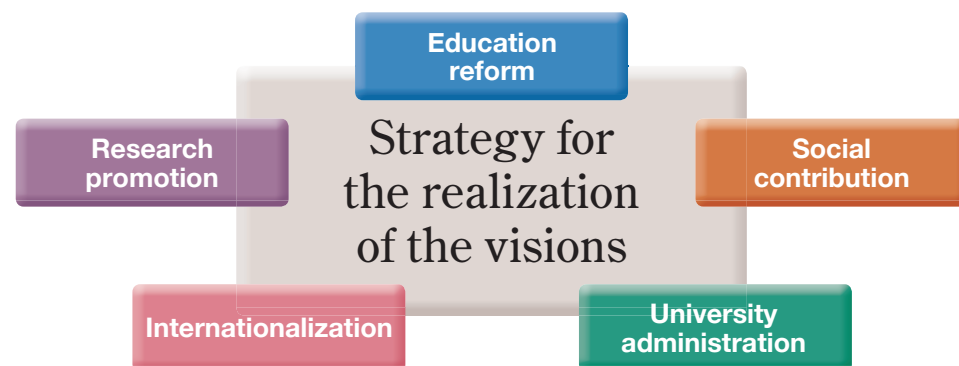 Education
reform
Research
promotion
Strategy for
the realization
of the visions
Social
contribution
Internationalization
University
administration